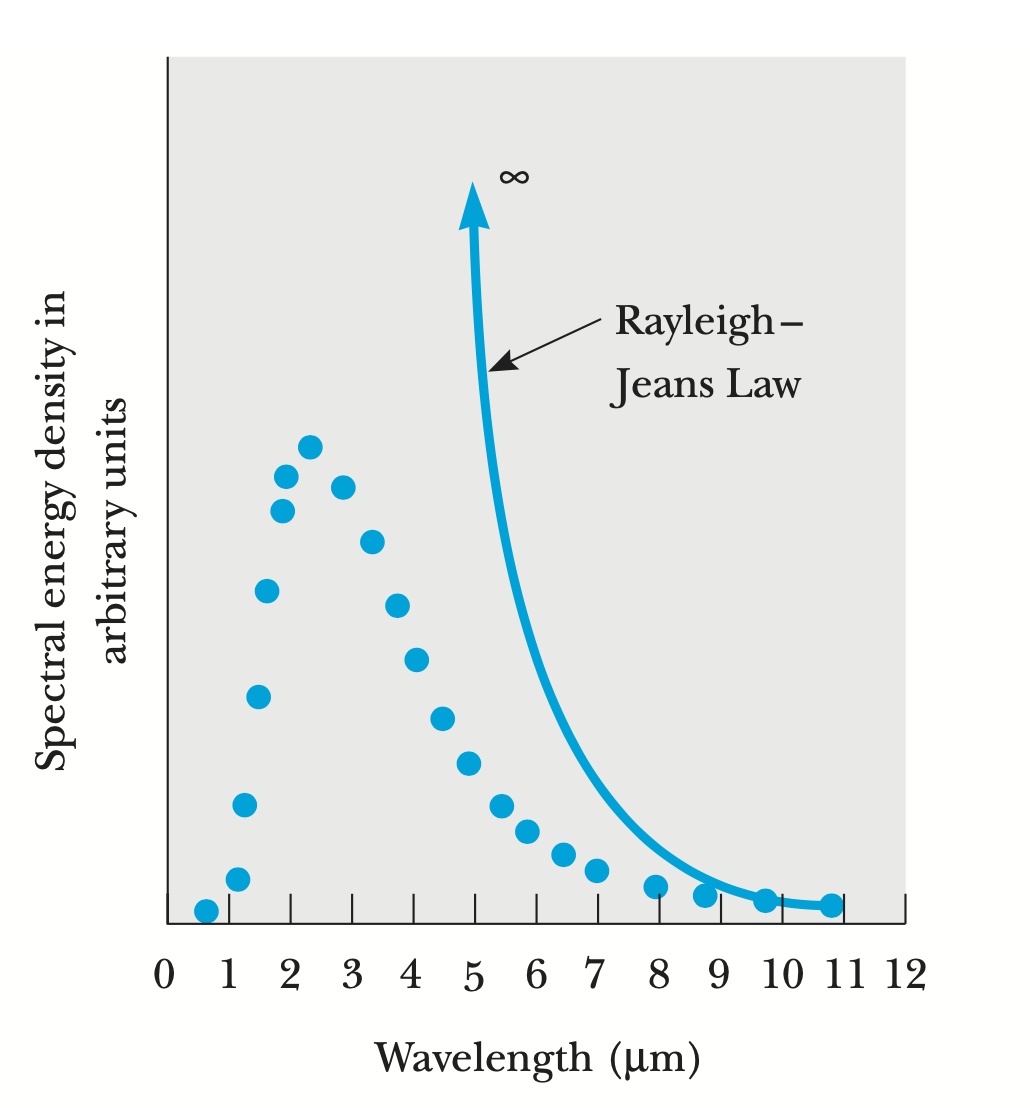 ∞
Rayleigh–
Jeans Law
Spectral energy density in
arbitrary units
0 1 2 3 4 5 6 7 8 9 10 11 12
Wavelength (μm)